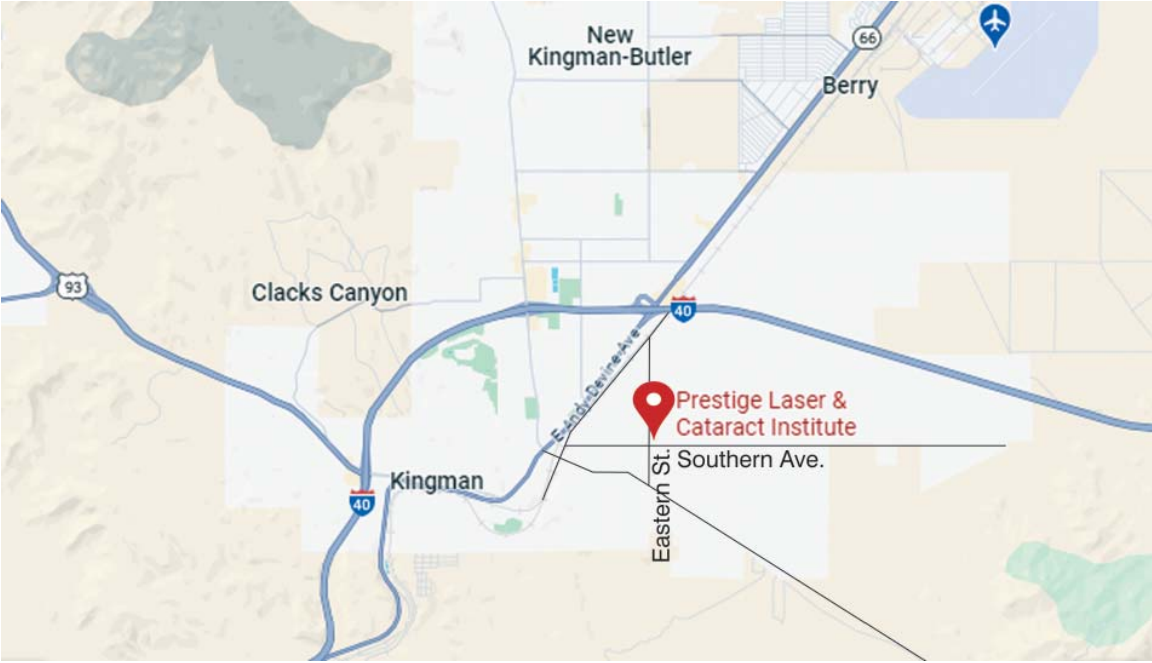 New
Kingman-Butler
66
Berry
93
Clacks Canyon
40
E Andy Devine Ave
Prestige Laser &
Cataract Institute
Southern Ave.
Eastern St.
Kingman
40